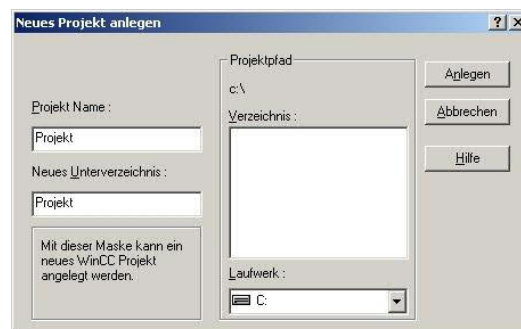 Neues Projekt anlegen
Projekt Name :
Projekt
Neues Unterverzeichnis :
Projekt
Mit dieser Maske kann ein
neues WinCC Projekt
angelegt werden.
Projektpfad
c:\
Verzeichnis :
Laufwerk :
C:
Anlegen
Abbrechen
Hilfe